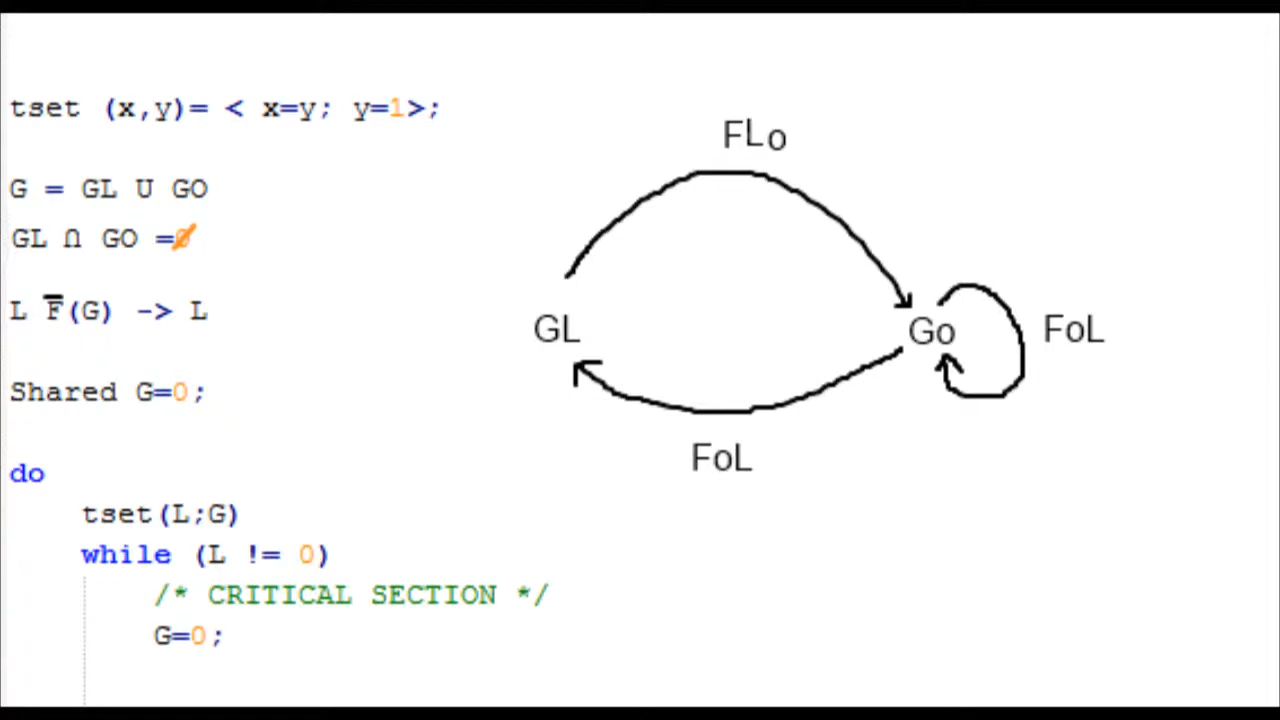 tset (x,y)= < x=y; y=1>;
G = GL U GO
GL ∩ GO =∅
L F̅(G) -> L
Shared G=0;
do
tset(L;G)
while (L != 0)
/* CRITICAL SECTION */
G=0;
FLo
GL
Go
FoL
FoL